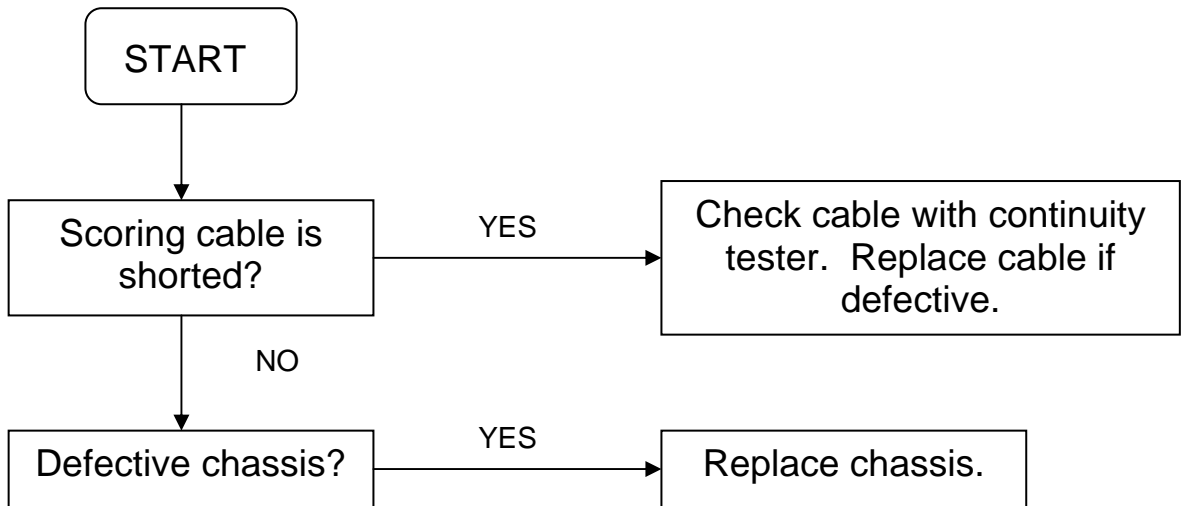 START
Scoring cable is
shorted?
YES
Check cable with continuity
tester.  Replace cable if
defective.
NO
Defective chassis?
YES
Replace chassis.